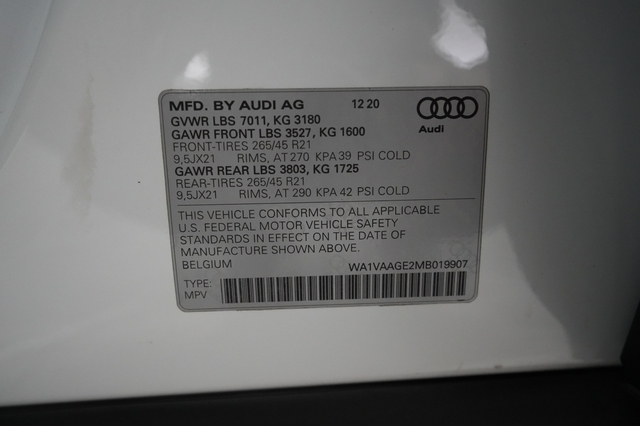 MFD. BY AUDI AG 12 20
GVWR LBS 7011, KG 3180
GAWR FRONT LBS 3527, KG 1600
FRONT-TIRES 265/45 R21
9,5JX21 RIMS, AT 270 KPA 39 PSI COLD
GAWR REAR LBS 3803, KG 1725
REAR-TIRES 265/45 R21
9,5JX21 RIMS, AT 290 KPA 42 PSI COLD
Audi
THIS VEHICLE CONFORMS TO ALL APPLICABLE
U.S. FEDERAL MOTOR VEHICLE SAFETY
STANDARDS IN EFFECT ON THE DATE OF
MANUFACTURE SHOWN ABOVE.
BELGIUM WA1VAAGE2MB019907
TYPE:
MPV